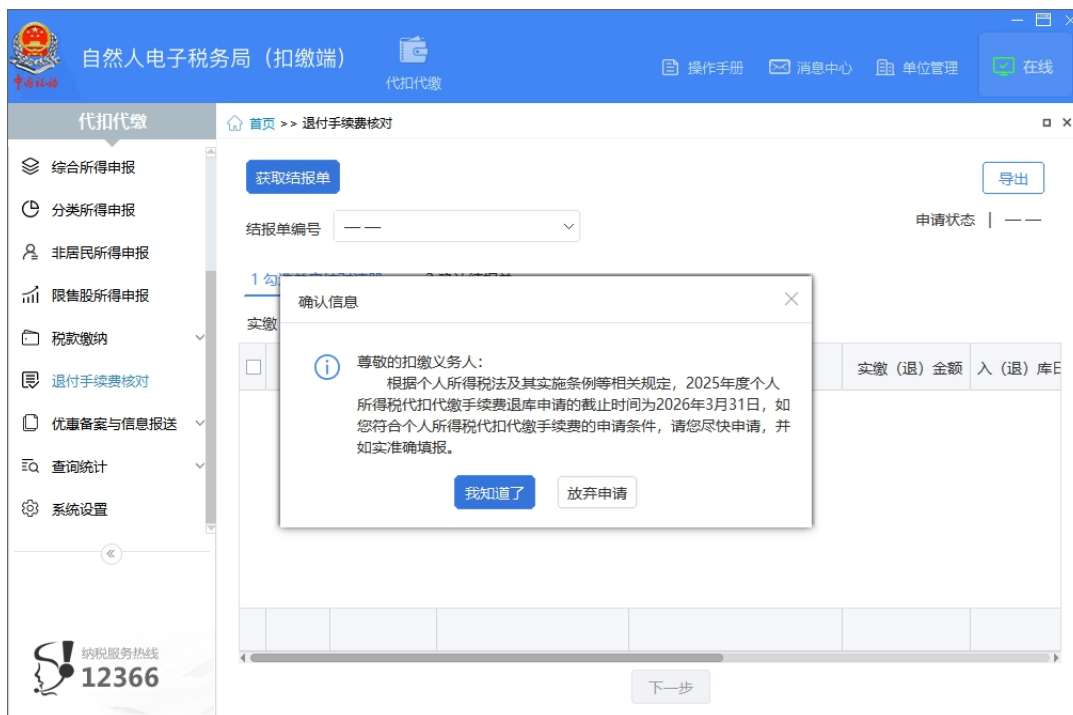 自然人电子税务局（扣缴端）
代扣代缴
操作手册
消息中心
单位管理
在线
代扣代缴
首页 >> 退付手续费核对
综合所得申报
分类所得申报
非居民所得申报
限售股所得申报
税款缴纳
退付手续费核对
优惠备案与信息报送
查询统计
系统设置
纳税服务热线
12366
获取结报单
导出
结报单编号
— —
申请状态 | — —
实缴
实缴（退）金额
入（退）库日
确认信息
尊敬的扣缴义务人：
根据个人所得税法及其实施条例等相关规定，2025年度个人
所得税代扣代缴手续费退库申请的截止时间为2026年3月31日，如
您符合个人所得税代扣代缴手续费的申请条件，请您尽快申请，并
如实准确填报。
我知道了
放弃申请
下一步